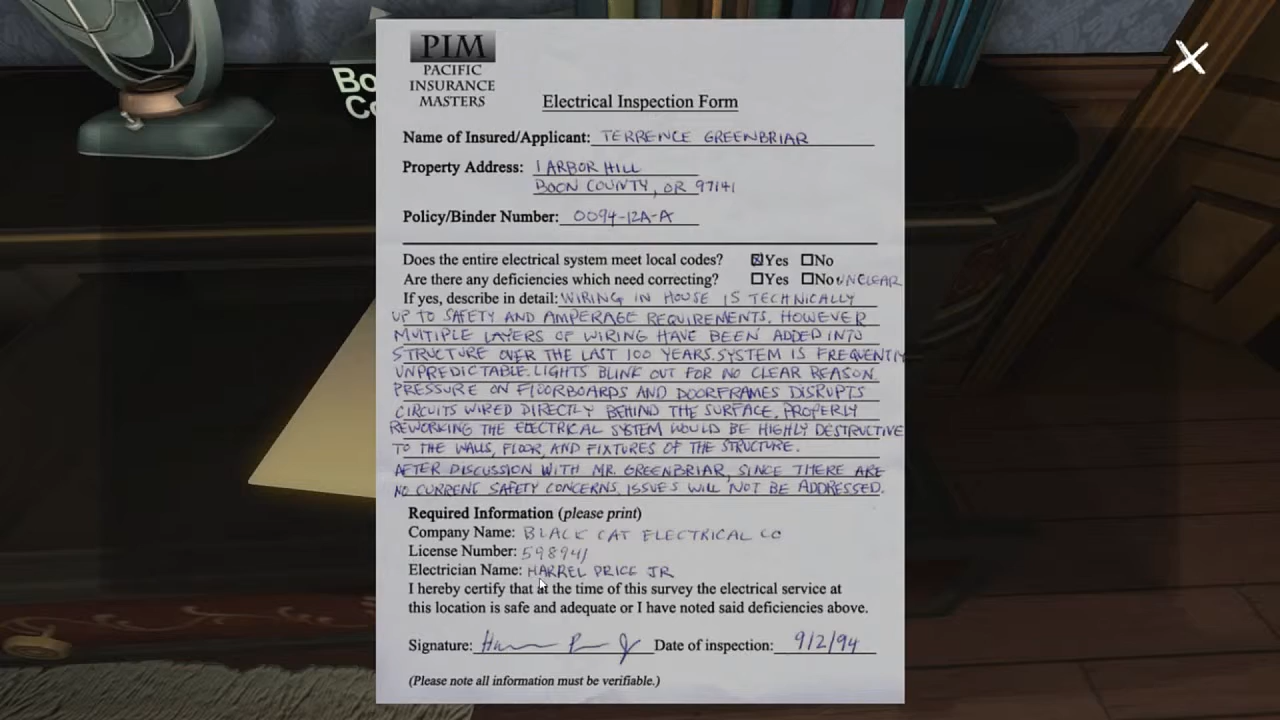 PIM
PACIFIC
INSURANCE
MASTERS
Bo
Co
Electrical Inspection Form
Name of Insured/Applicant: TERRENCE GREENBRIAR
Property Address: 1 ARBOR HILL
BOON COUNTY, OR 97141
Policy/Binder Number: 0094-12A-A
Does the entire electrical system meet local codes? ☒Yes ☐No
Are there any deficiencies which need correcting? ☐Yes ☐No UNCLEAR
If yes, describe in detail: WIRING IN HOUSE IS TECHNICALLY
UP TO SAFETY AND AMPERAGE REQUIREMENTS. HOWEVER
MULTIPLE LAYERS OF WIRING HAVE BEEN ADDED INTO
STRUCTURE OVER THE LAST 100 YEARS. SYSTEM IS FREQUENTLY
UNPREDICTABLE. LIGHTS BLINK OUT FOR NO CLEAR REASON.
PRESSURE ON FLOORBOARDS AND DOORFRAMES DISRUPTS
CIRCUITS WIRED DIRECTLY BEHIND THE SURFACE. PROPERLY
REWORKING THE ELECTRICAL SYSTEM WOULD BE HIGHLY DESTRUCTIVE
TO THE WALLS, FLOOR, AND FIXTURES OF THE STRUCTURE.
AFTER DISCUSSION WITH MR. GREENBRIAR, SINCE THERE ARE
NO CURRENT SAFETY CONCERNS, ISSUES WILL NOT BE ADDRESSED.
Required Information (please print)
Company Name: BLACK CAT ELECTRICAL CO
License Number: 598941
Electrician Name: HARREL PRICE JR
I hereby certify that at the time of this survey the electrical service at
this location is safe and adequate or I have noted said deficiencies above.
Signature: Date of inspection: 9/2/94
(Please note all information must be verifiable.)